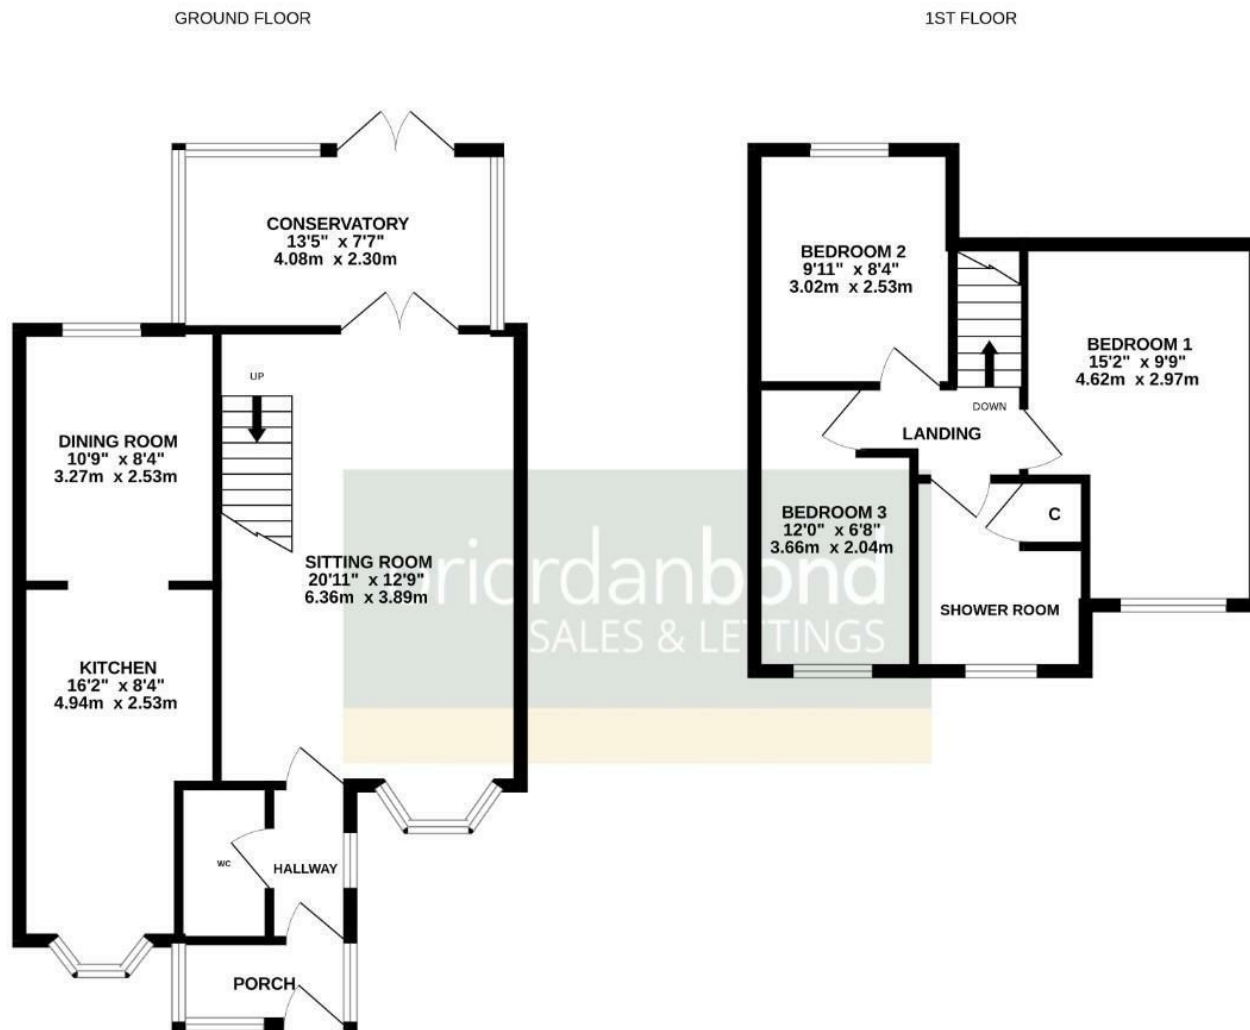 GROUND FLOOR
1ST FLOOR
CONSERVATORY
13'5" x 7'7"
4.08m x 2.30m
UP
DINING ROOM
10'9" x 8'4"
3.27m x 2.53m
SITTING ROOM
20'11" x 12'9"
6.36m x 3.89m
KITCHEN
16'2" x 8'4"
4.94m x 2.53m
WC
HALLWAY
PORCH
BEDROOM 2
9'11" x 8'4"
3.02m x 2.53m
BEDROOM 1
15'2" x 9'9"
4.62m x 2.97m
DOWN
LANDING
BEDROOM 3
12'0" x 6'8"
3.66m x 2.04m
C
SHOWER ROOM
oriordanbond
SALES & LETTINGS